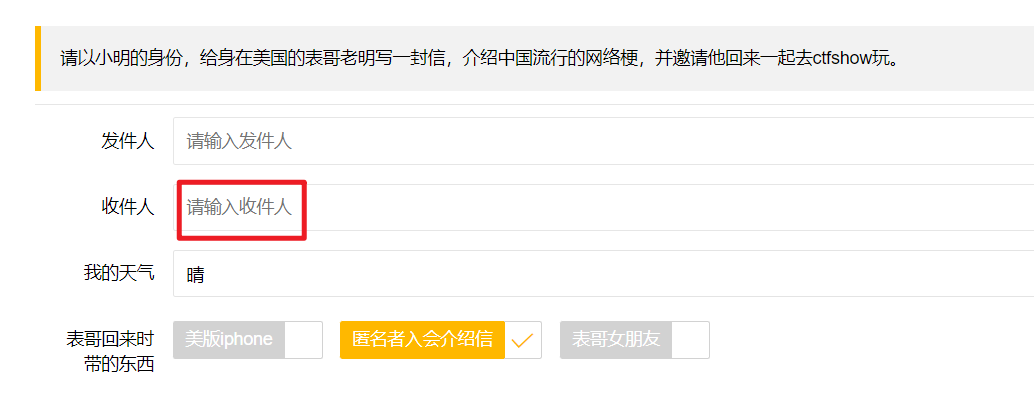 请以小明的身份，给身在美国的表哥老明写一封信，介绍中国流行的网络梗，并邀请他回来一起去ctfshow玩。
发件人 请输入发件人
收件人 请输入收件人
我的天气 晴
表哥回来时
带的东西
美版iphone 匿名者入会介绍信 表哥女朋友